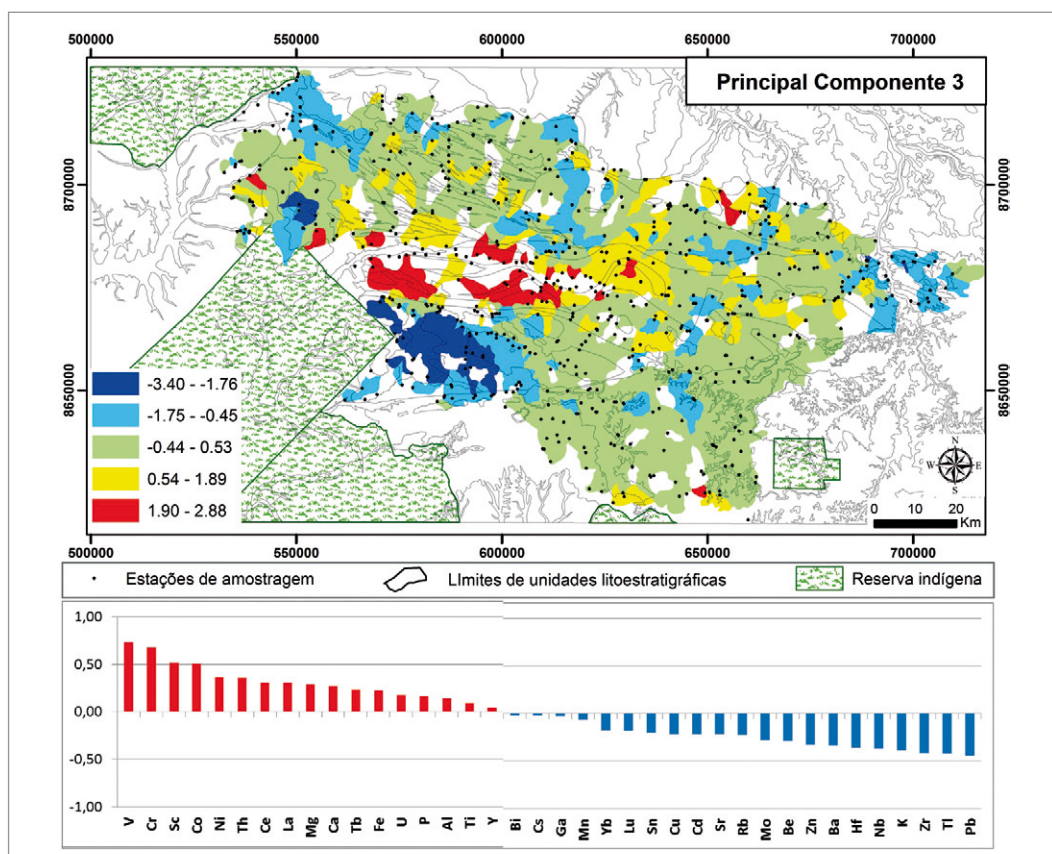 500000 550000 600000 650000 700000
Principal Componente 3
8700000
8700000
8650000
8650000
-3.40 - -1.76
-1.75 - -0.45
-0.44 - 0.53
0.54 - 1.89
1.90 - 2.88
N
W E
S
0 10 20
Km
500000 550000 600000 650000 700000
Estações de amostragem
LImites de unidades litoestratigráficas
Reserva indígena
1,00
0,50
0,00
-0,50
-1,00
V Cr Sc Co Ni Th Ce La Mg Ca Tb Fe U P Al Ti Y Bi Cs Ga Mn Yb Lu Sn Cu Cd Sr Rb Mo Be Zn Ba Hf Nb K Zr Tl Pb